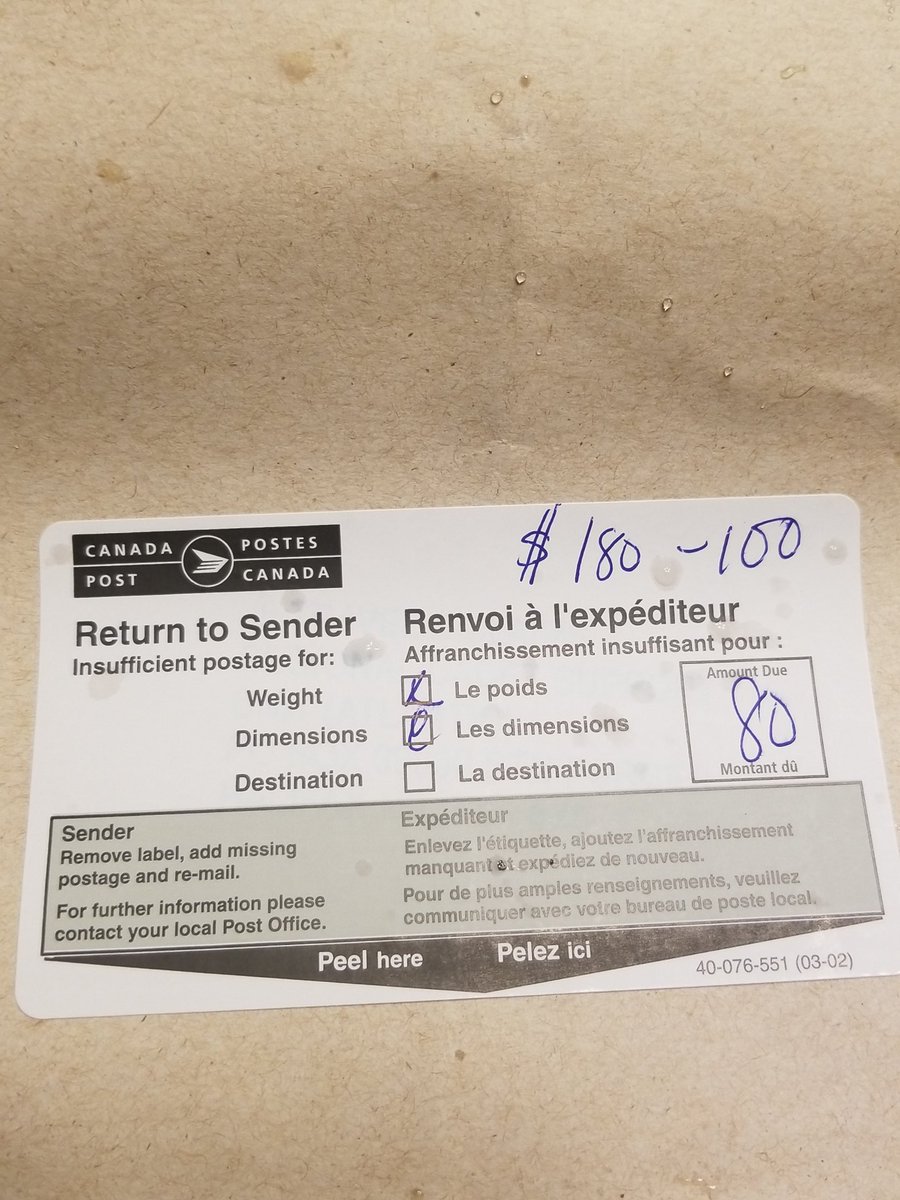 CANADA POSTES
POST CANADA
$ 180 - 100
Return to Sender
Insufficient postage for:
Renvoi à l'expéditeur
Affranchissement insuffisant pour :
Weight Le poids
Dimensions Les dimensions
Destination La destination
Amount Due
80
Montant dû
Sender
Remove label, add missing
postage and re-mail.
For further information please
contact your local Post Office.
Expéditeur
Enlevez l'étiquette, ajoutez l'affranchissement
manquant et expédiez de nouveau.
Pour de plus amples renseignements, veuillez
communiquer avec votre bureau de poste local.
Peel here Pelez ici
40-076-551 (03-02)